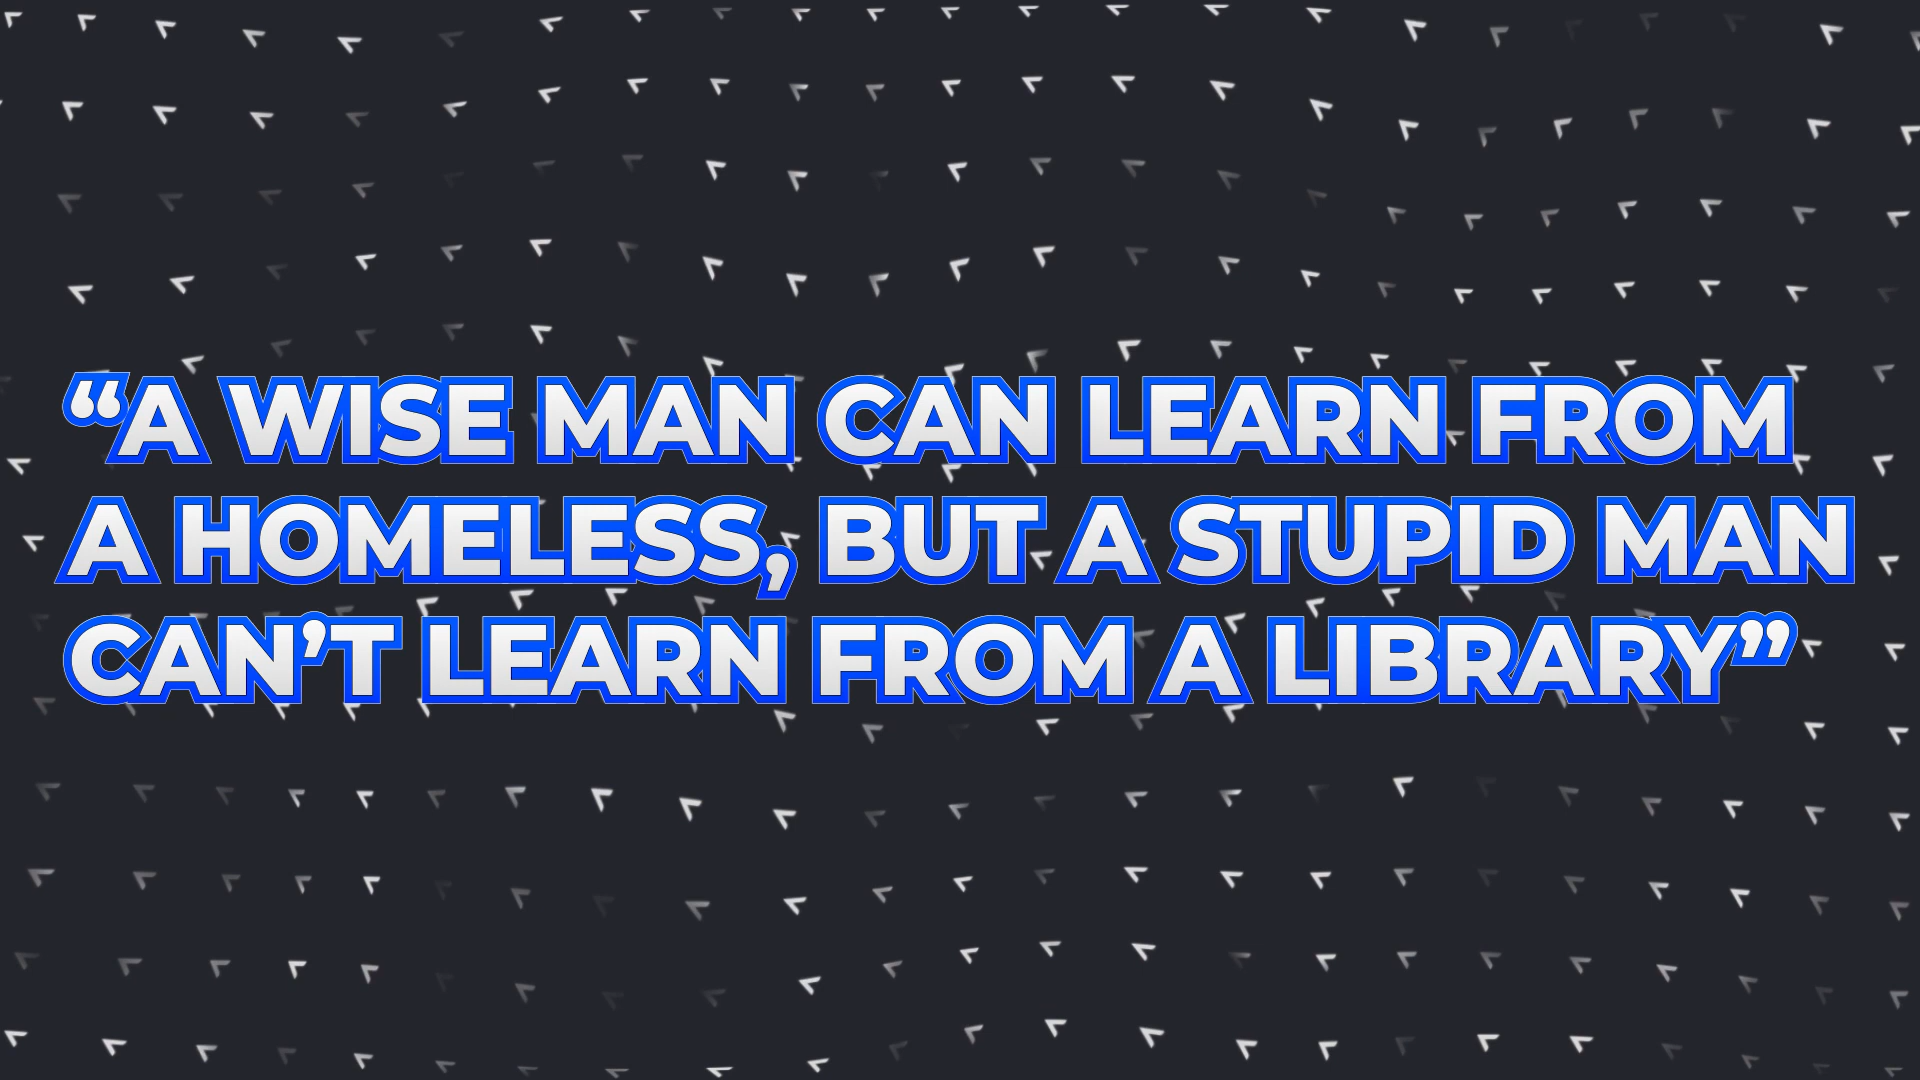 “A WISE MAN CAN LEARN FROM
A HOMELESS, BUT A STUPID MAN
CAN’T LEARN FROM A LIBRARY”